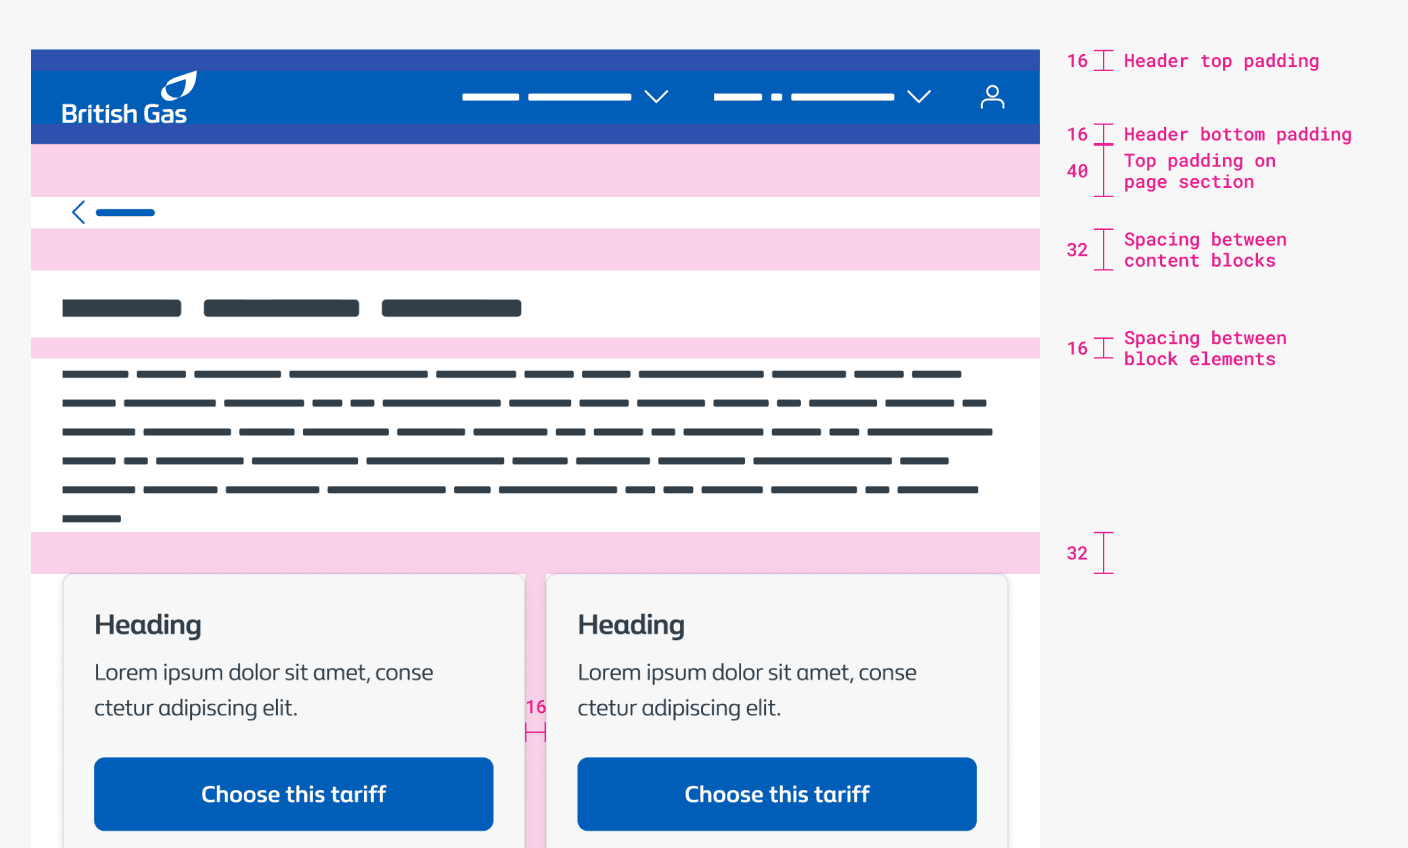 British Gas
16 Header top padding
16 Header bottom padding
40 Top padding on
page section
32 Spacing between
content blocks
16 Spacing between
block elements
32
Heading
Lorem ipsum dolor sit amet, conse
ctetur adipiscing elit.
Choose this tariff
16
Heading
Lorem ipsum dolor sit amet, conse
ctetur adipiscing elit.
Choose this tariff